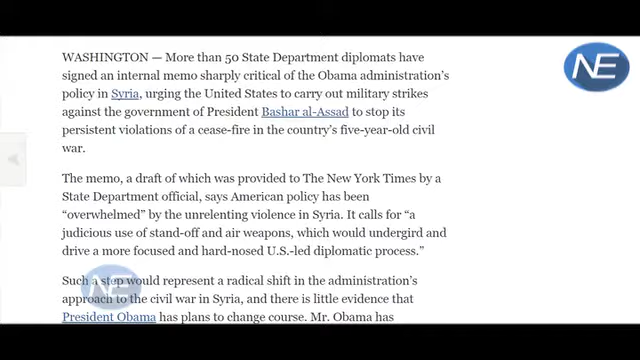 WASHINGTON — More than 50 State Department diplomats have
signed an internal memo sharply critical of the Obama administration’s
policy in Syria, urging the United States to carry out military strikes
against the government of President Bashar al-Assad to stop its
persistent violations of a cease-fire in the country’s five-year-old civil
war.
The memo, a draft of which was provided to The New York Times by a
State Department official, says American policy has been
“overwhelmed” by the unrelenting violence in Syria. It calls for “a
judicious use of stand-off and air weapons, which would undergird and
drive a more focused and hard-nosed U.S.-led diplomatic process.”
Such a step would represent a radical shift in the administration’s
approach to the civil war in Syria, and there is little evidence that
President Obama has plans to change course. Mr. Obama has
NE
NE